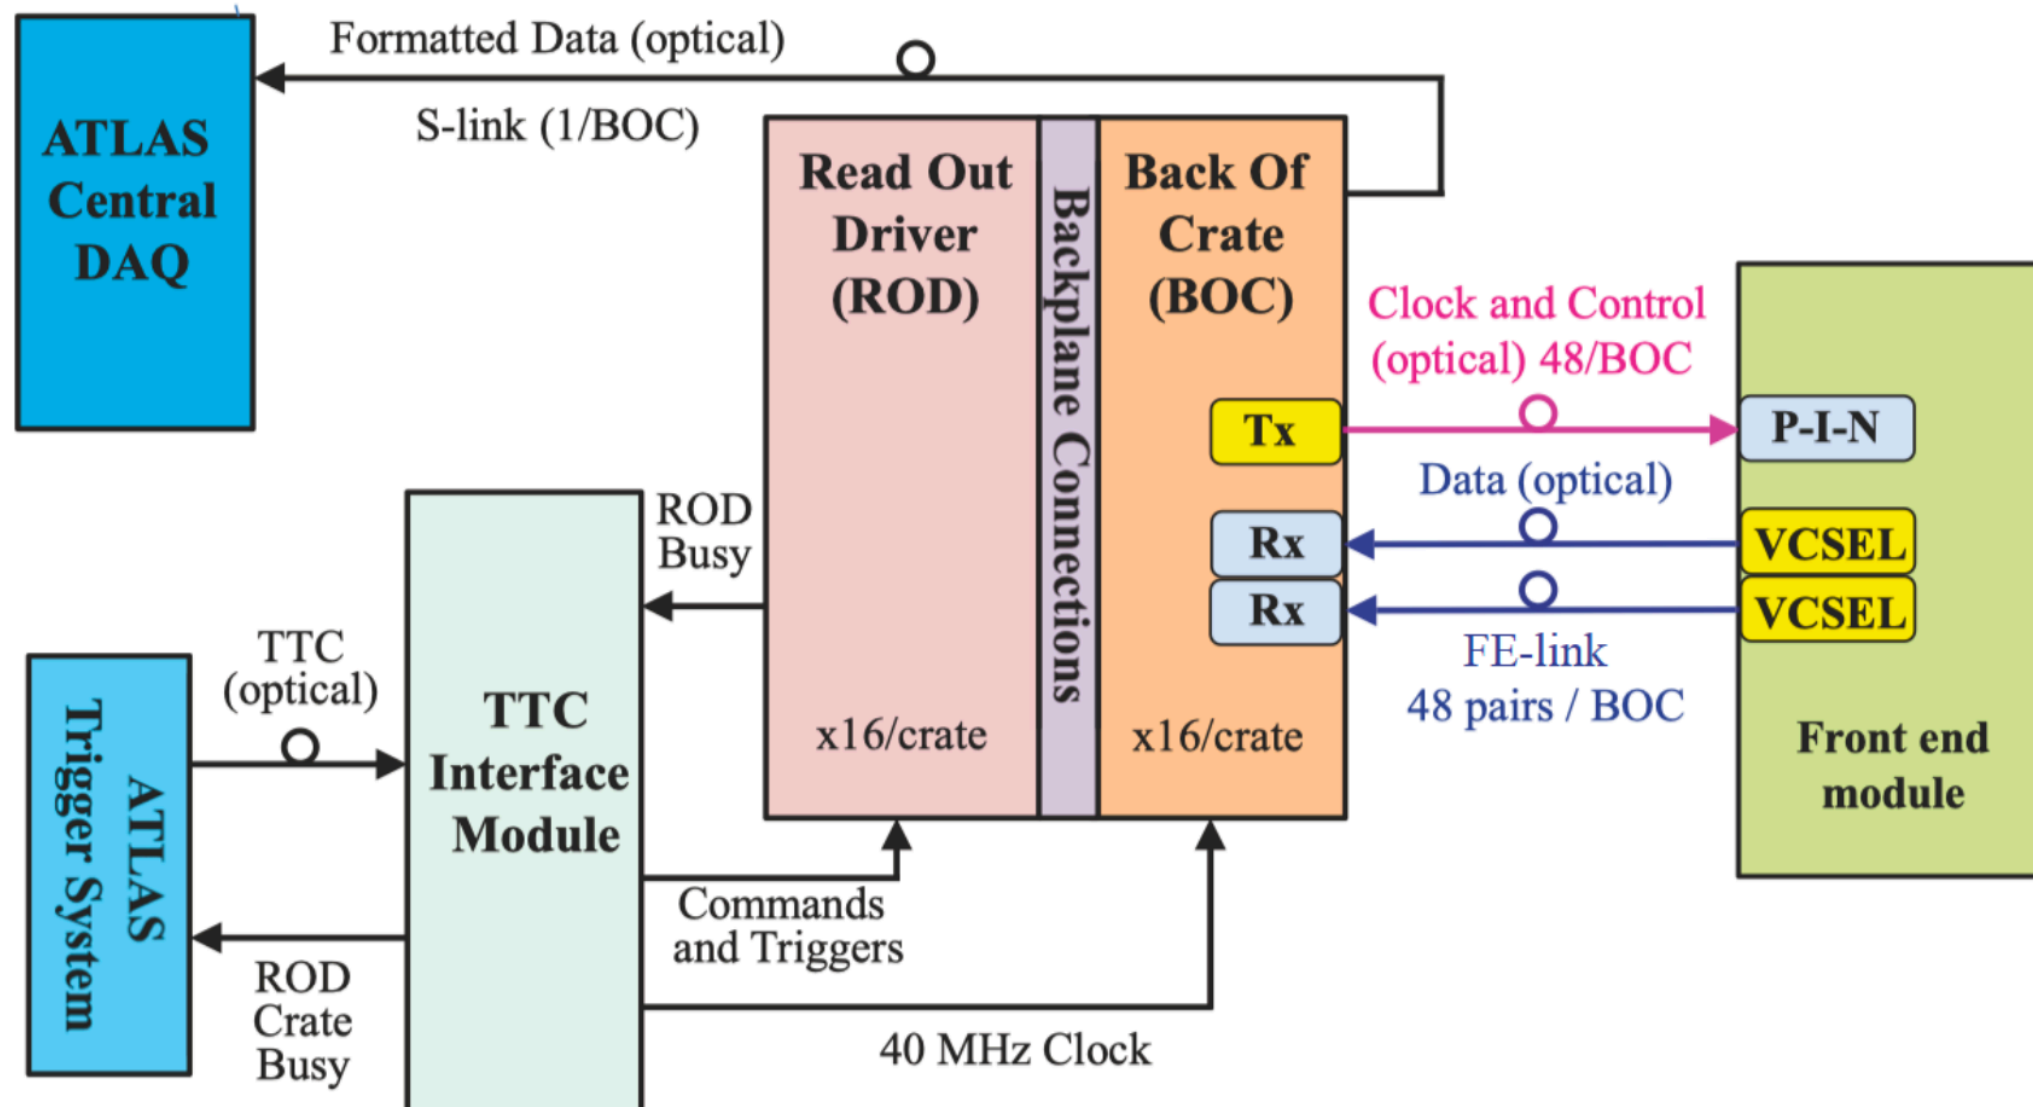 Formatted Data (optical)
S-link (1/BOC)
ATLAS
Central
DAQ
Read Out
Driver
(ROD)
x16/crate
Backplane Connections
Back Of
Crate
(BOC)
Tx
Rx
Rx
x16/crate
Clock and Control
(optical) 48/BOC
Data (optical)
FE-link
48 pairs / BOC
P-I-N
VCSEL
VCSEL
Front end
module
ROD
Busy
TTC
(optical)
TTC
Interface
Module
ATLAS
Trigger System
ROD
Crate
Busy
Commands
and Triggers
40 MHz Clock